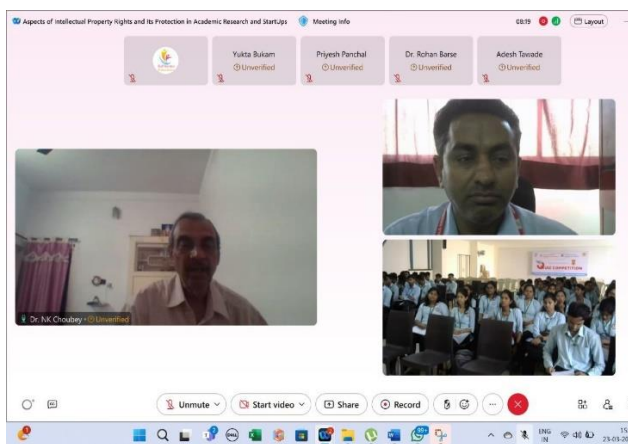 Aspects of Intellectual Property Rights and Its Protection in Academic Research and StartUps
Meeting Info
08:19
Layout
Yukta Bukam
Unverified
Priyesh Panchal
Unverified
Dr. Rohan Barse
Unverified
Adesh Tawade
Unverified
Dr. NK Choubey • Unverified
COMPETITION
Unmute
Start video
Share
Record
99+
ENG
IN